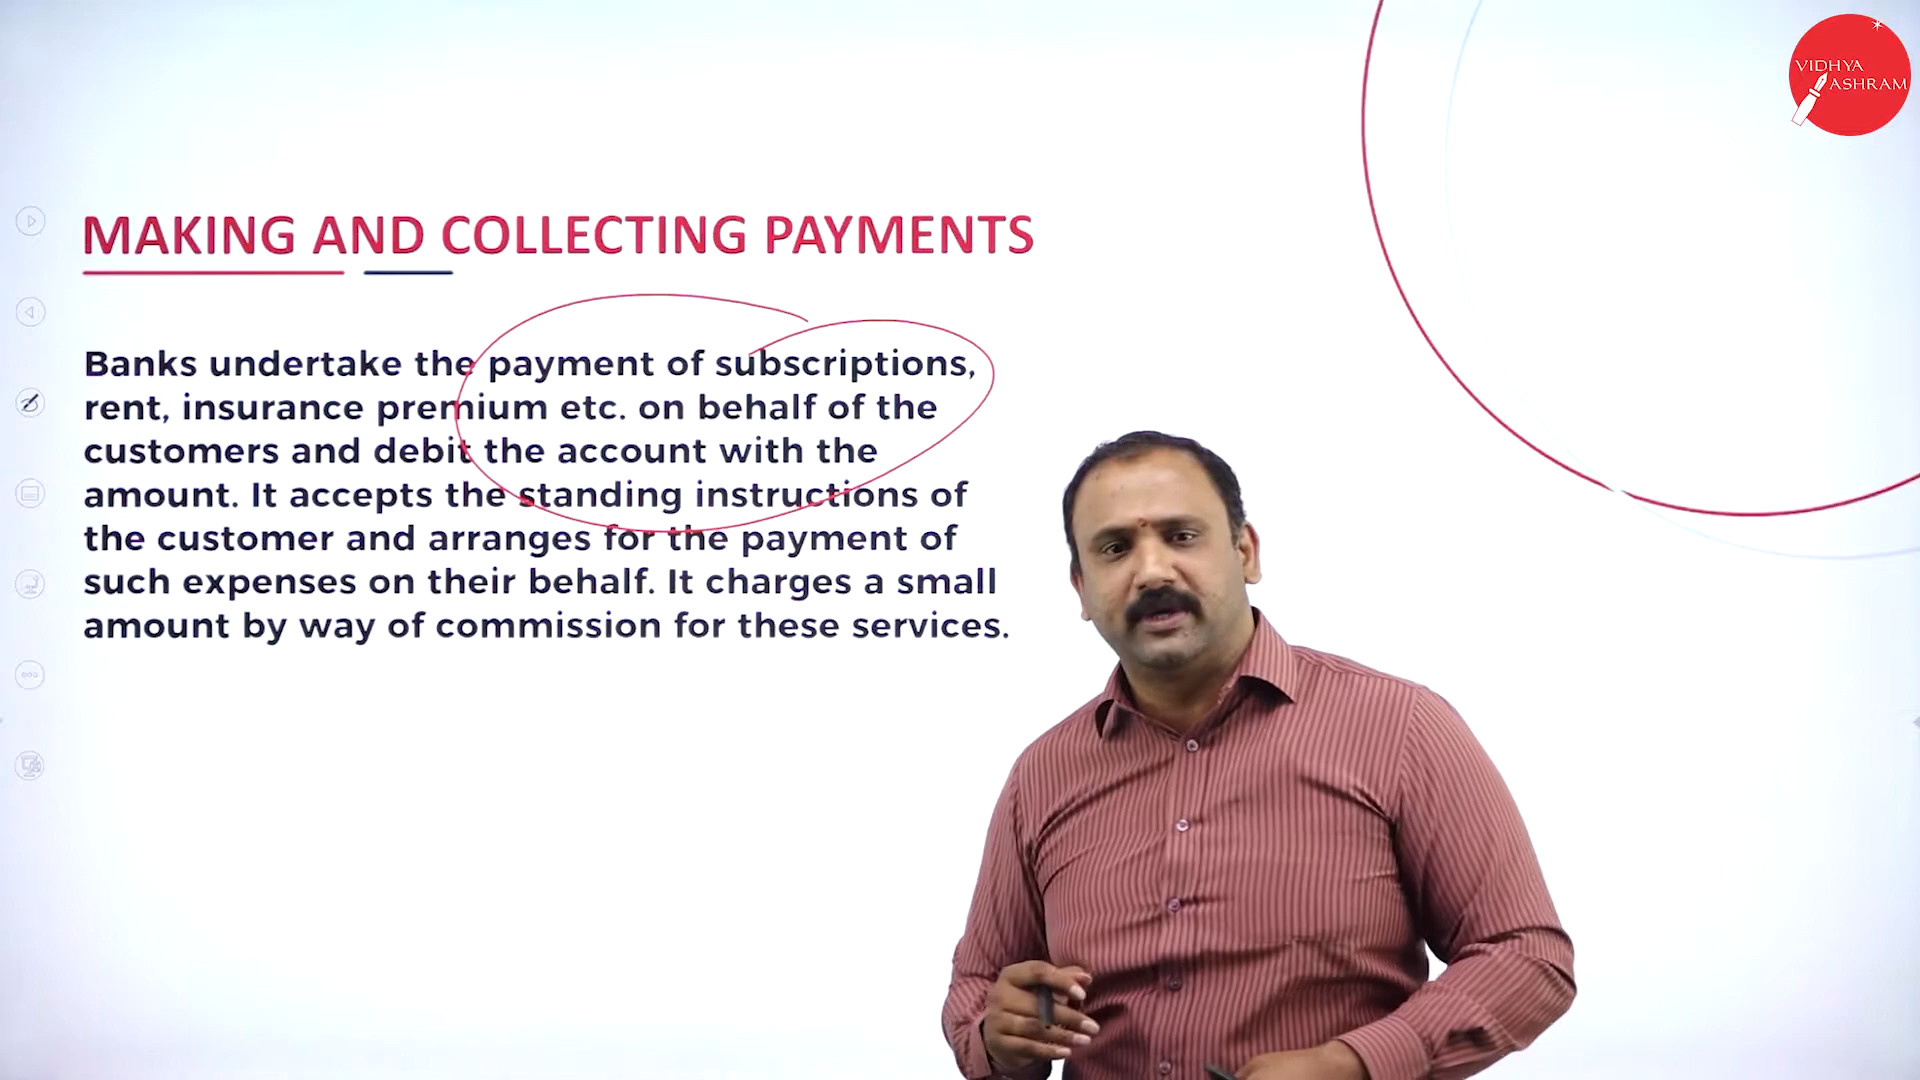 VIDHYA
ASHRAM
MAKING AND COLLECTING PAYMENTS
Banks undertake the payment of subscriptions,
rent, insurance premium etc. on behalf of the
customers and debit the account with the
amount. It accepts the standing instructions of
the customer and arranges for the payment of
such expenses on their behalf. It charges a small
amount by way of commission for these services.